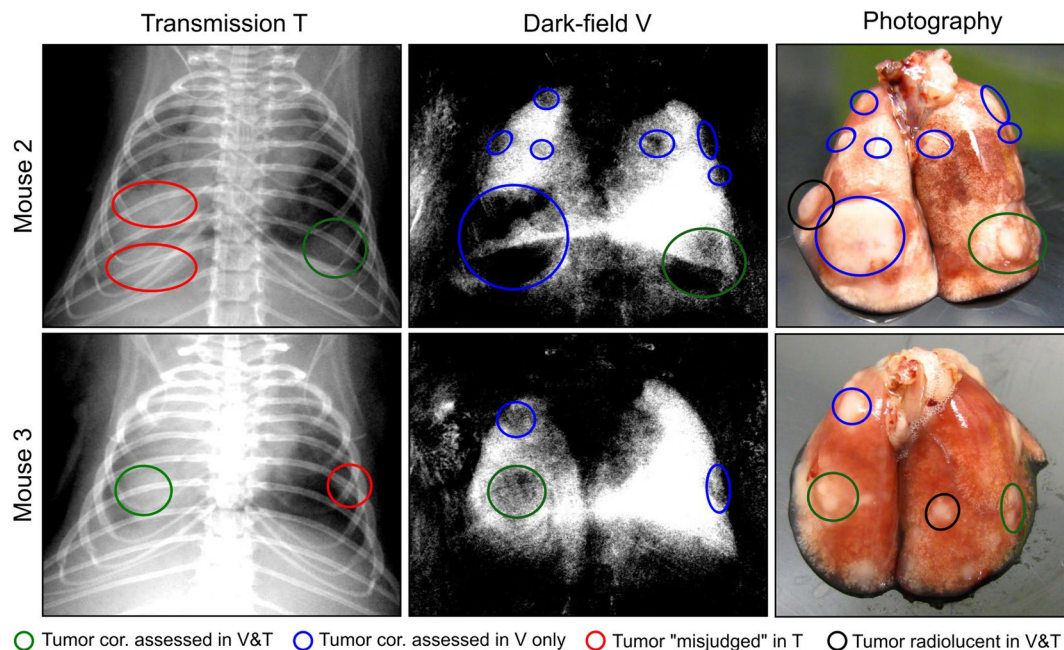 Transmission T
Dark-field V
Photography
Mouse 2
Mouse 3
Tumor cor. assessed in V&T
Tumor cor. assessed in V only
Tumor "misjudged" in T
Tumor radiolucent in V&T